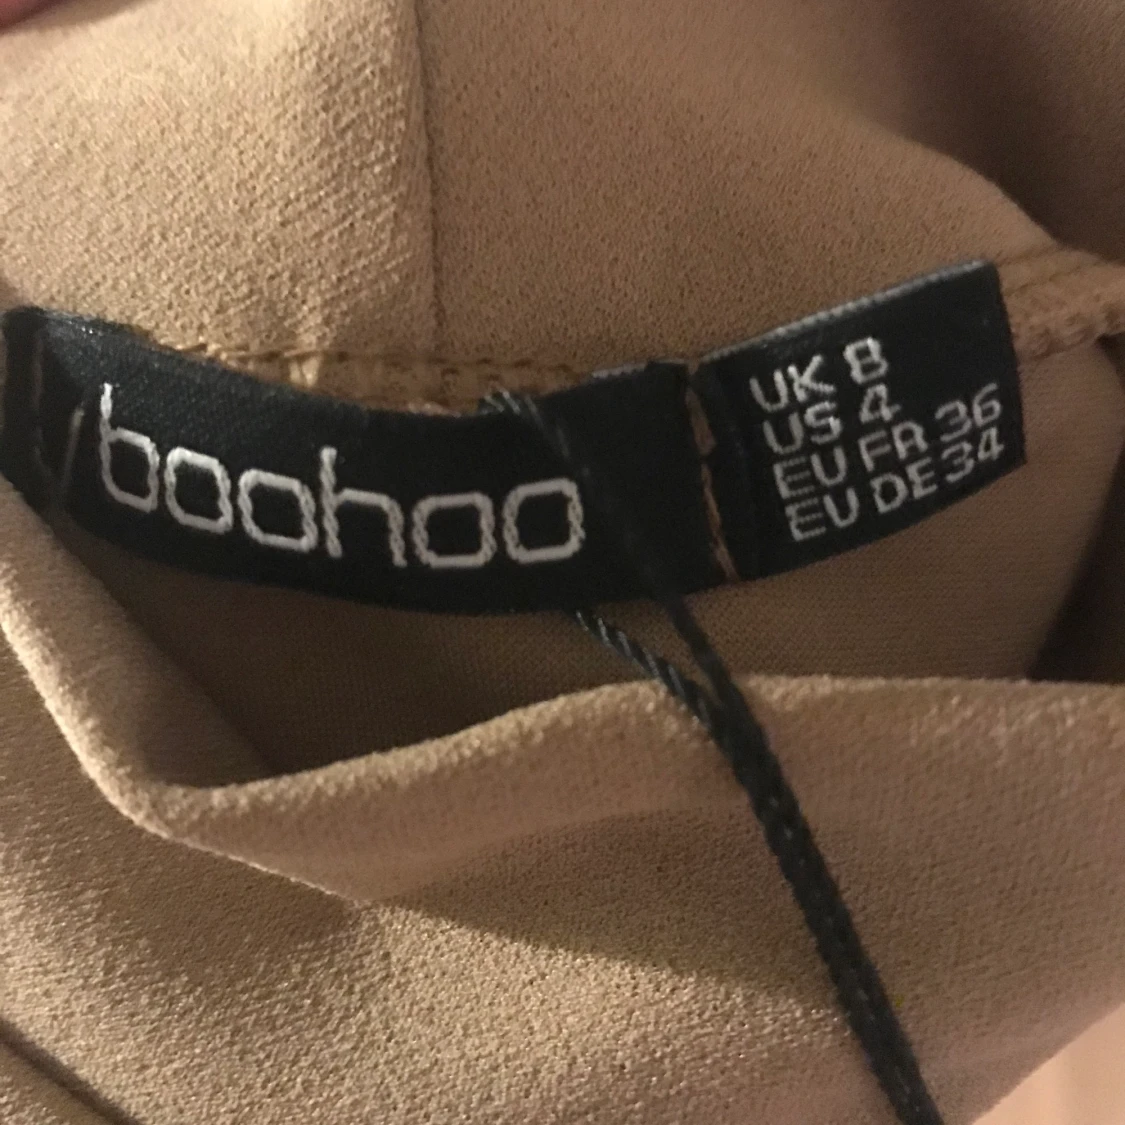 boohoo
UK 8
US 4
EU FR 36
EU DE 34